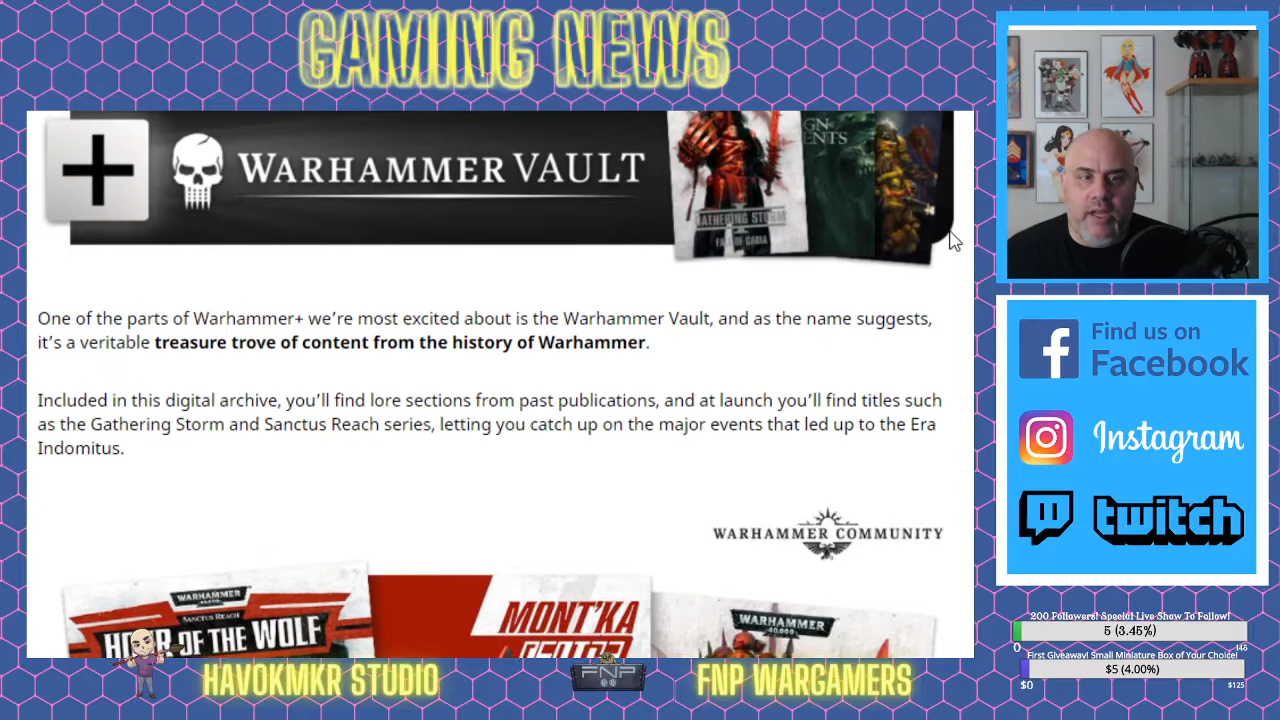 GAMING NEWS
WARHAMMER VAULT
GATHERING STORM
FALL OF CADIA
One of the parts of Warhammer+ we’re most excited about is the Warhammer Vault, and as the name suggests,
it’s a veritable treasure trove of content from the history of Warhammer.
Included in this digital archive, you’ll find lore sections from past publications, and at launch you’ll find titles such
as the Gathering Storm and Sanctus Reach series, letting you catch up on the major events that led up to the Era
Indomitus.
WARHAMMER COMMUNITY
WARHAMMER
SANCTUS REACH
OF THE WOLF
MONT'KA
WARHAMMER
40,000
HAVOKMKR STUDIO
FNP
FNP WARGAMERS
Find us on
Facebook
Instagram
twitch
200 Followers! Special Live Show To Follow!
5 (3.45%)
0
145
First Giveaway! Small Miniature Box of Your Choice!
$5 (4.00%)
$0
$125